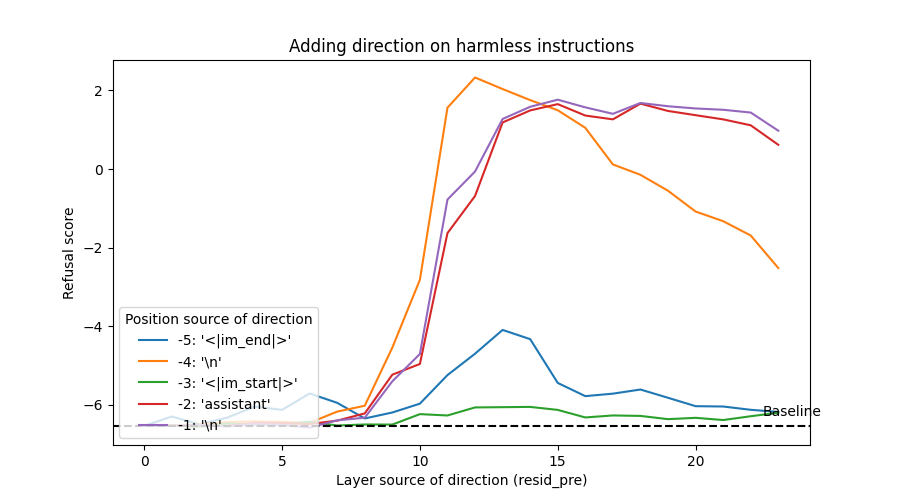 Adding direction on harmless instructions
Refusal score
2
0
−2
−4
−6
Position source of direction
-5: '<|im_end|>'
-4: '\n'
-3: '<|im_start|>'
-2: 'assistant'
-1: '\n'
Baseline
0
5
10
15
20
Layer source of direction (resid_pre)